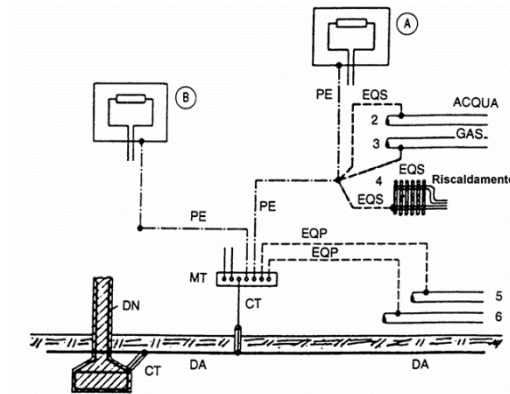 A
B
PE
EQS
ACQUA
2
3
GAS
EQS
4
Riscaldamento
EQS
PE
PE
EQP
EQP
MT
CT
5
6
DN
CT
DA
DA